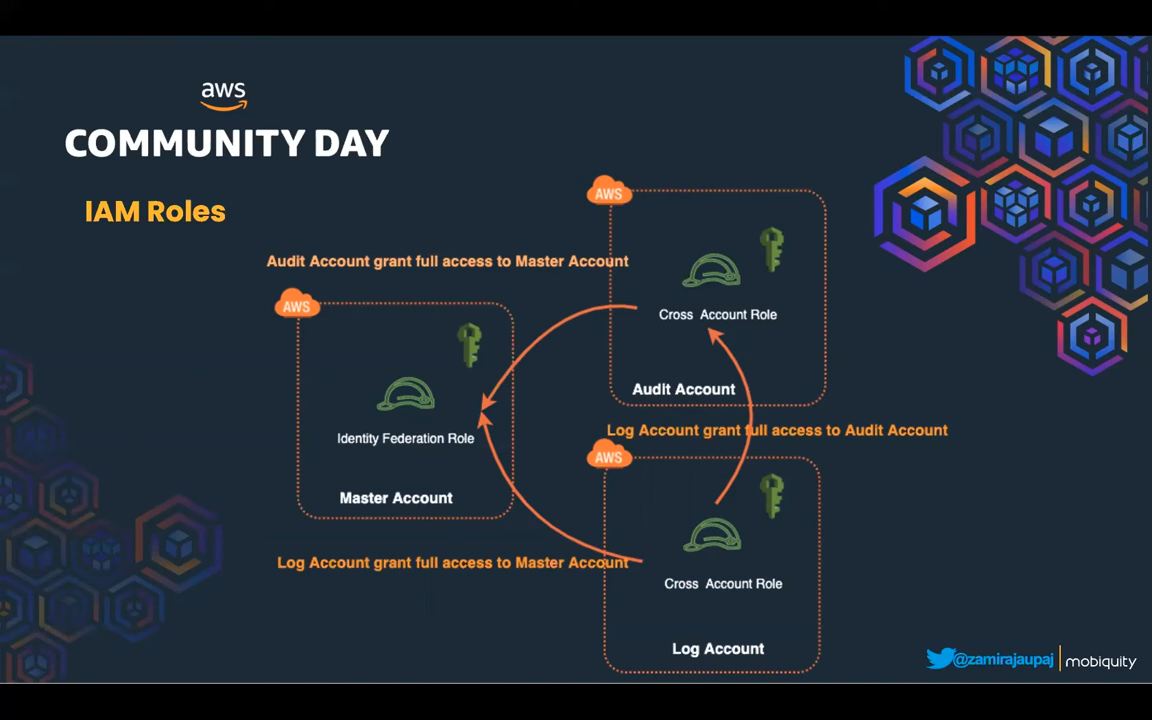 aws
COMMUNITY DAY
IAM Roles
AWS
Audit Account grant full access to Master Account
Cross Account Role
Audit Account
AWS
Identity Federation Role
Master Account
Log Account grant full access to Audit Account
AWS
Log Account grant full access to Master Account
Cross Account Role
Log Account
@zamirajaupaj
mobiquity